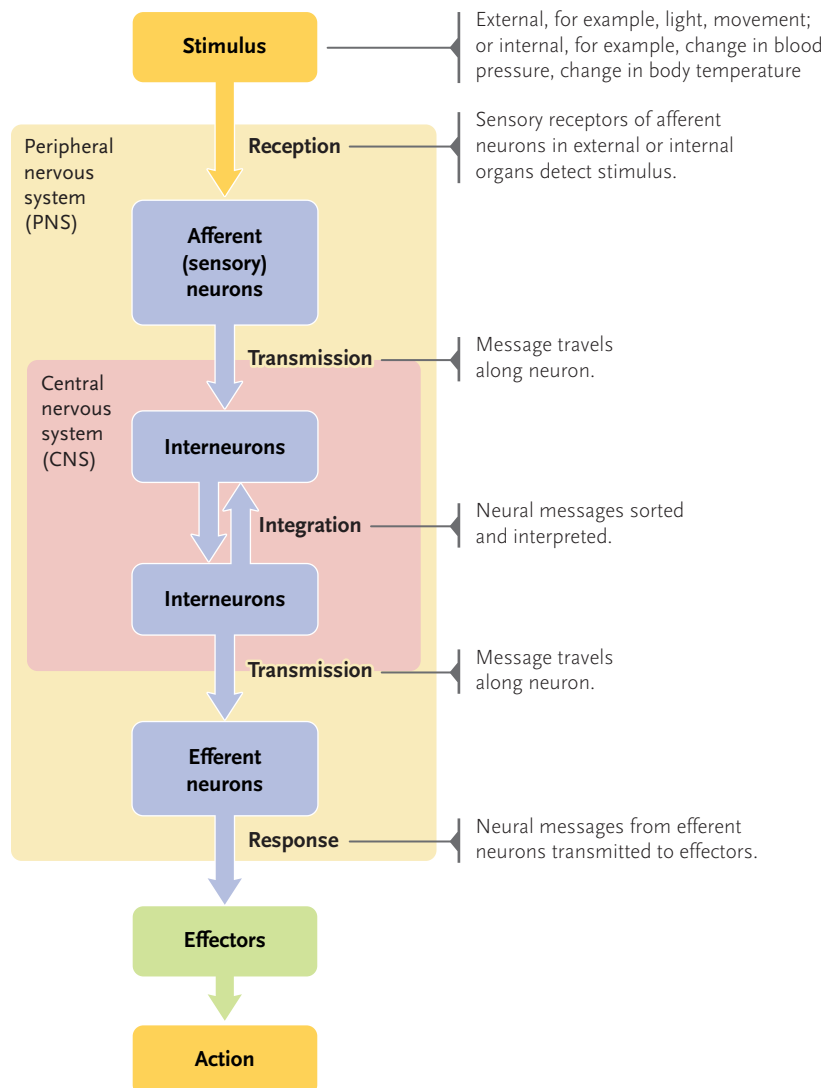 Stimulus
External, for example, light, movement;
or internal, for example, change in blood
pressure, change in body temperature
Peripheral
nervous
system
(PNS)
Reception
Sensory receptors of afferent
neurons in external or internal
organs detect stimulus.
Afferent
(sensory)
neurons
Transmission
Message travels
along neuron.
Central
nervous
system
(CNS)
Interneurons
Integration
Neural messages sorted
and interpreted.
Interneurons
Transmission
Message travels
along neuron.
Efferent
neurons
Response
Neural messages from efferent
neurons transmitted to effectors.
Effectors
Action